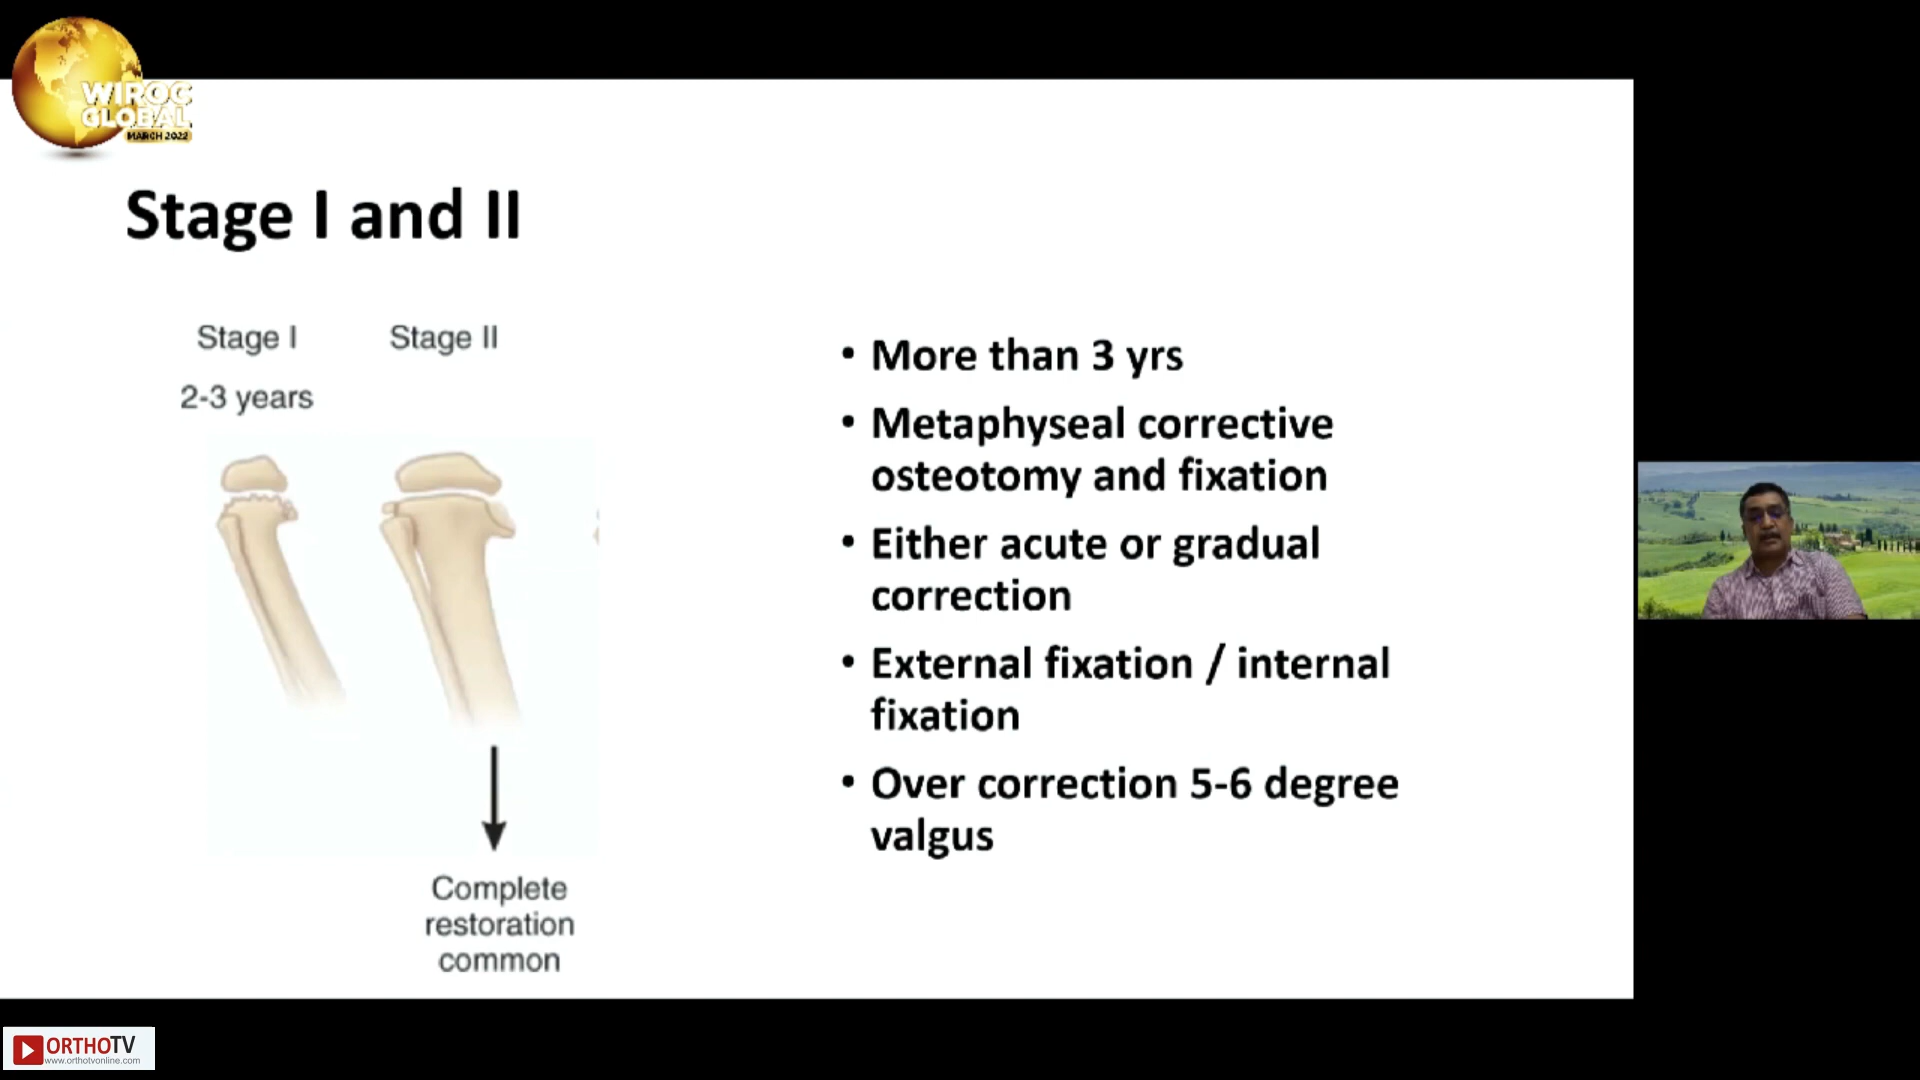 WIROC
GLOBAL
MARCH 2022
Stage I and II
Stage I
Stage II
2-3 years
Complete
restoration
common
• More than 3 yrs
• Metaphyseal corrective
osteotomy and fixation
• Either acute or gradual
correction
• External fixation / internal
fixation
• Over correction 5-6 degree
valgus
ORTHOTV
www.orthotvonline.com